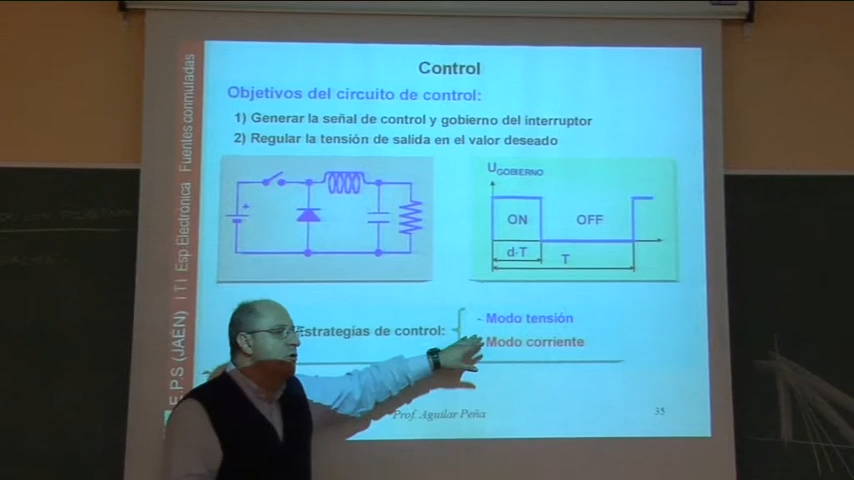 Control
Objetivos del circuito de control:
1) Generar la señal de control y gobierno del interruptor
2) Regular la tensión de salida en el valor deseado
UGOBIERNO
ON
OFF
d·T
T
+
Estrategias de control:
- Modo tensión
Modo corriente
Prof. Aguilar Peña
35
E.P.S (JAÉN) ITI Esp Electrónica Fuentes conmutadas